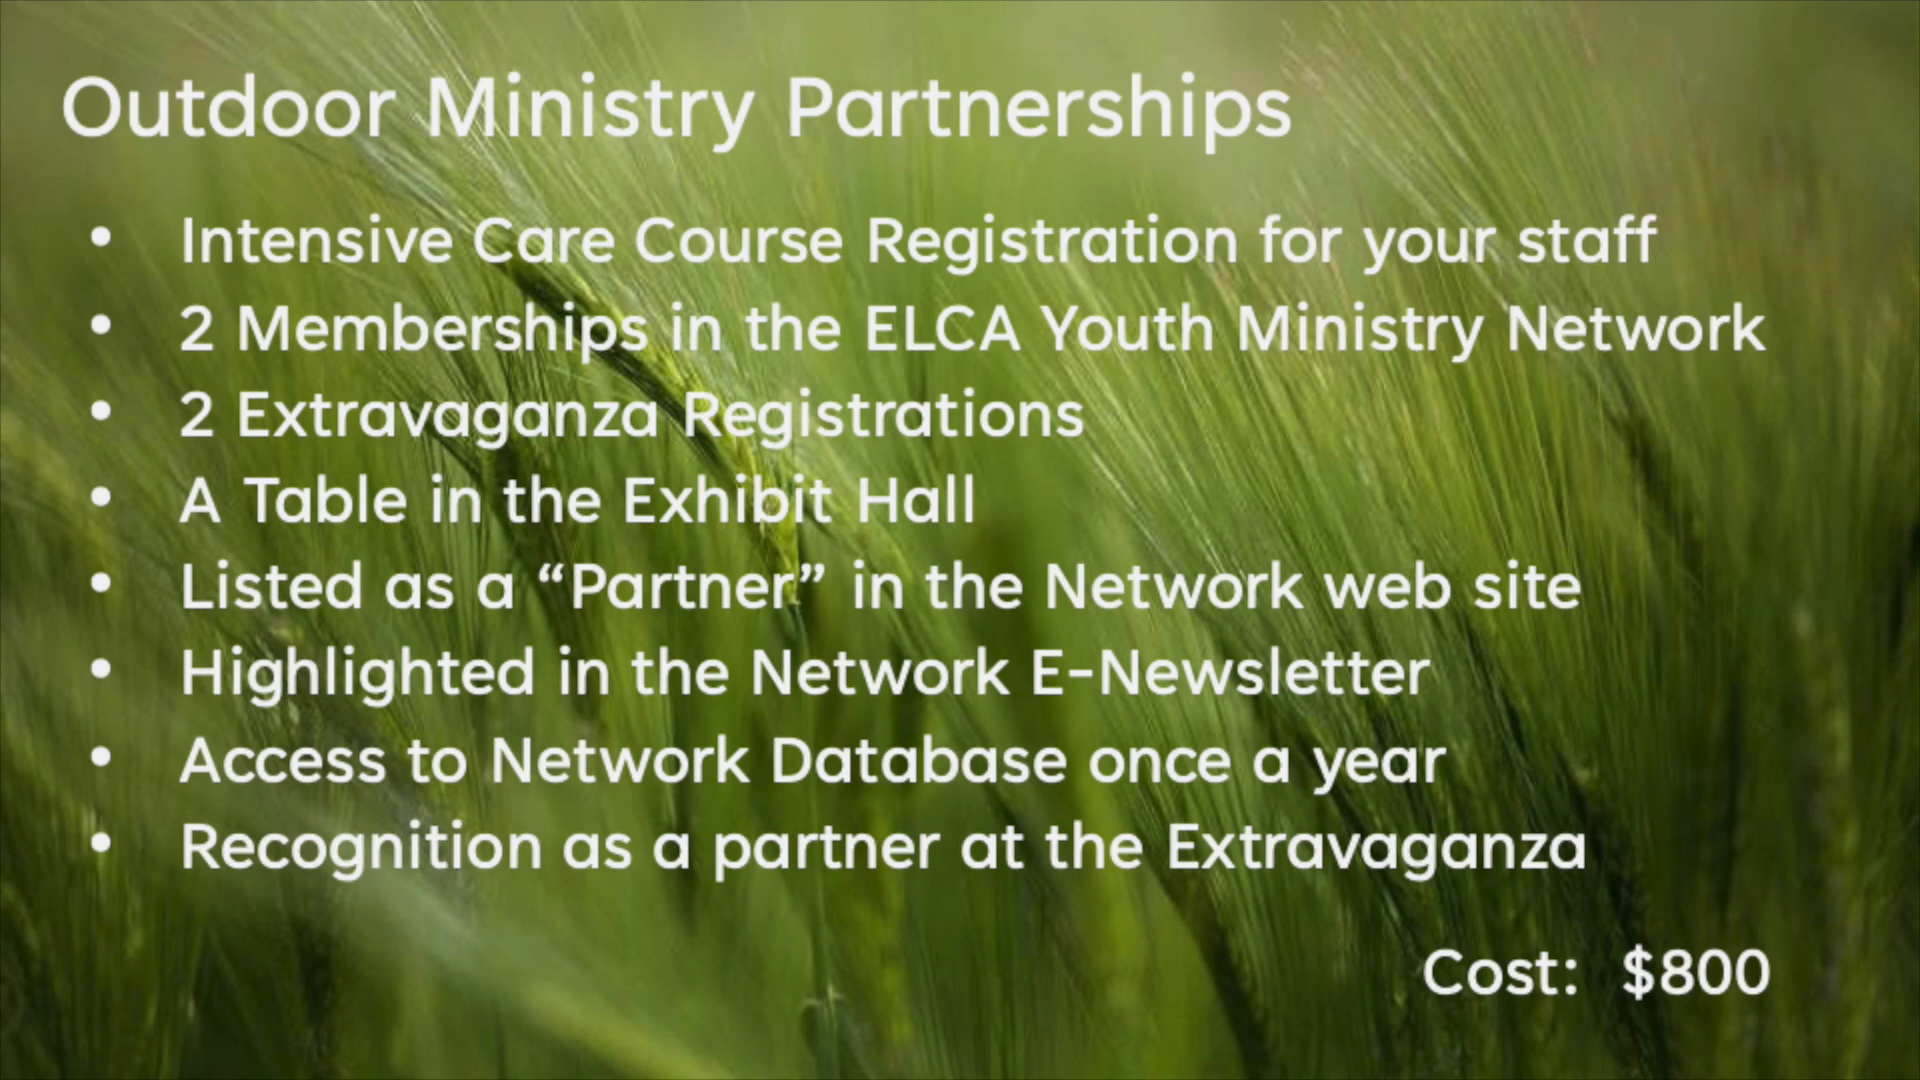 Outdoor Ministry Partnerships
• Intensive Care Course Registration for your staff
• 2 Memberships in the ELCA Youth Ministry Network
• 2 Extravaganza Registrations
• A Table in the Exhibit Hall
• Listed as a “Partner” in the Network web site
• Highlighted in the Network E-Newsletter
• Access to Network Database once a year
• Recognition as a partner at the Extravaganza
Cost: $800